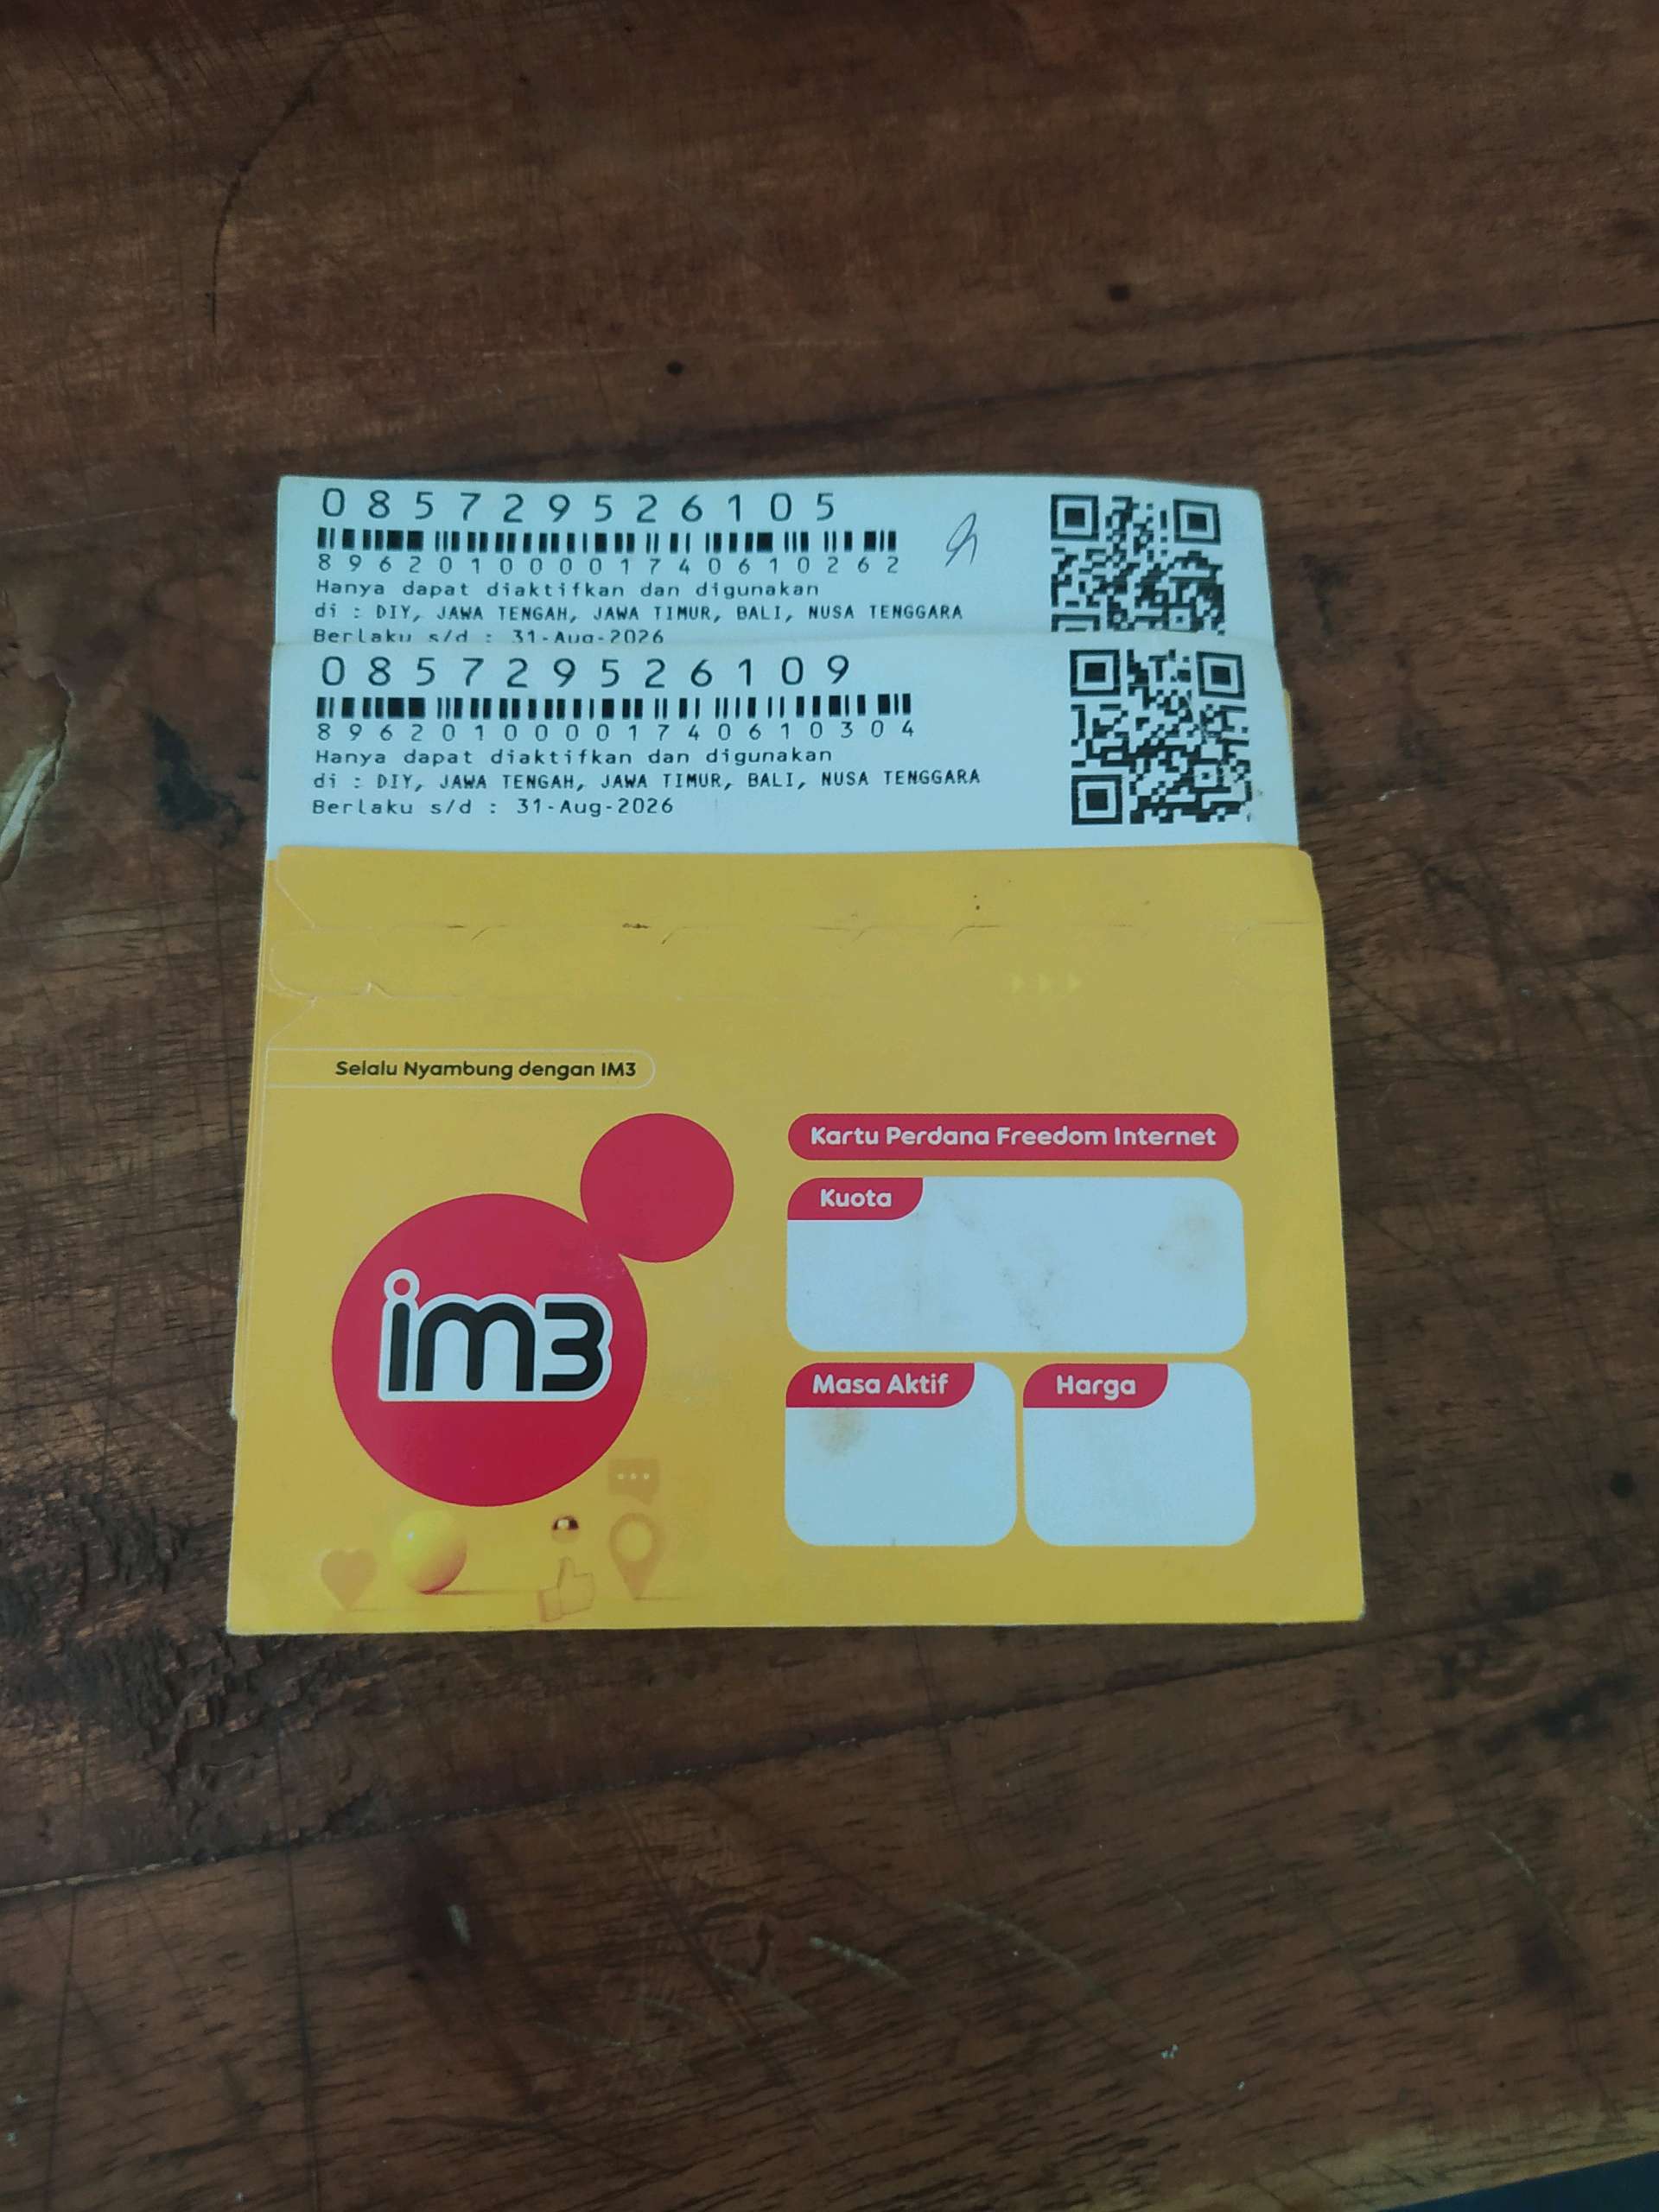 085729526105
89620100001740610262
Hanya dapat diaktifkan dan digunakan
di : DIY, JAWA TENGAH, JAWA TIMUR, BALI, NUSA TENGGARA
Berlaku s/d : 31-Aug-2026
085729526109
89620100001740610304
Hanya dapat diaktifkan dan digunakan
di : DIY, JAWA TENGAH, JAWA TIMUR, BALI, NUSA TENGGARA
Berlaku s/d : 31-Aug-2026
Selalu Nyambung dengan IM3
im3
Kartu Perdana Freedom Internet
Kuota
Masa Aktif
Harga